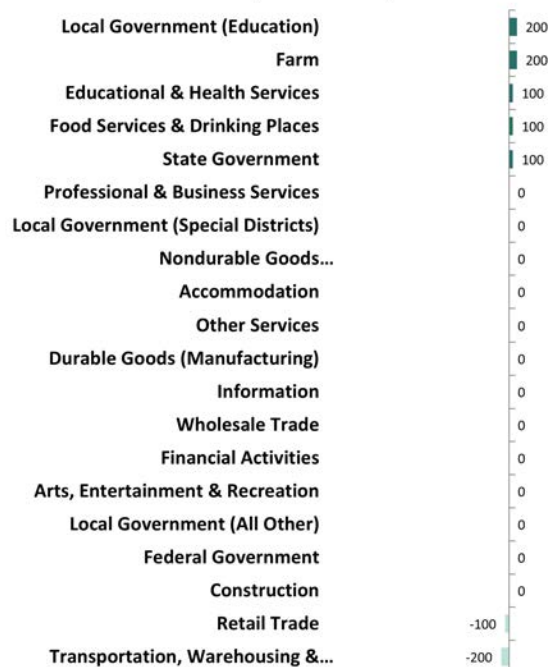 Local Government (Education) 200
Farm 200
Educational & Health Services 100
Food Services & Drinking Places 100
State Government 100
Professional & Business Services 0
Local Government (Special Districts) 0
Nondurable Goods... 0
Accommodation 0
Other Services 0
Durable Goods (Manufacturing) 0
Information 0
Wholesale Trade 0
Financial Activities 0
Arts, Entertainment & Recreation 0
Local Government (All Other) 0
Federal Government 0
Construction 0
Retail Trade -100
Transportation, Warehousing &... -200